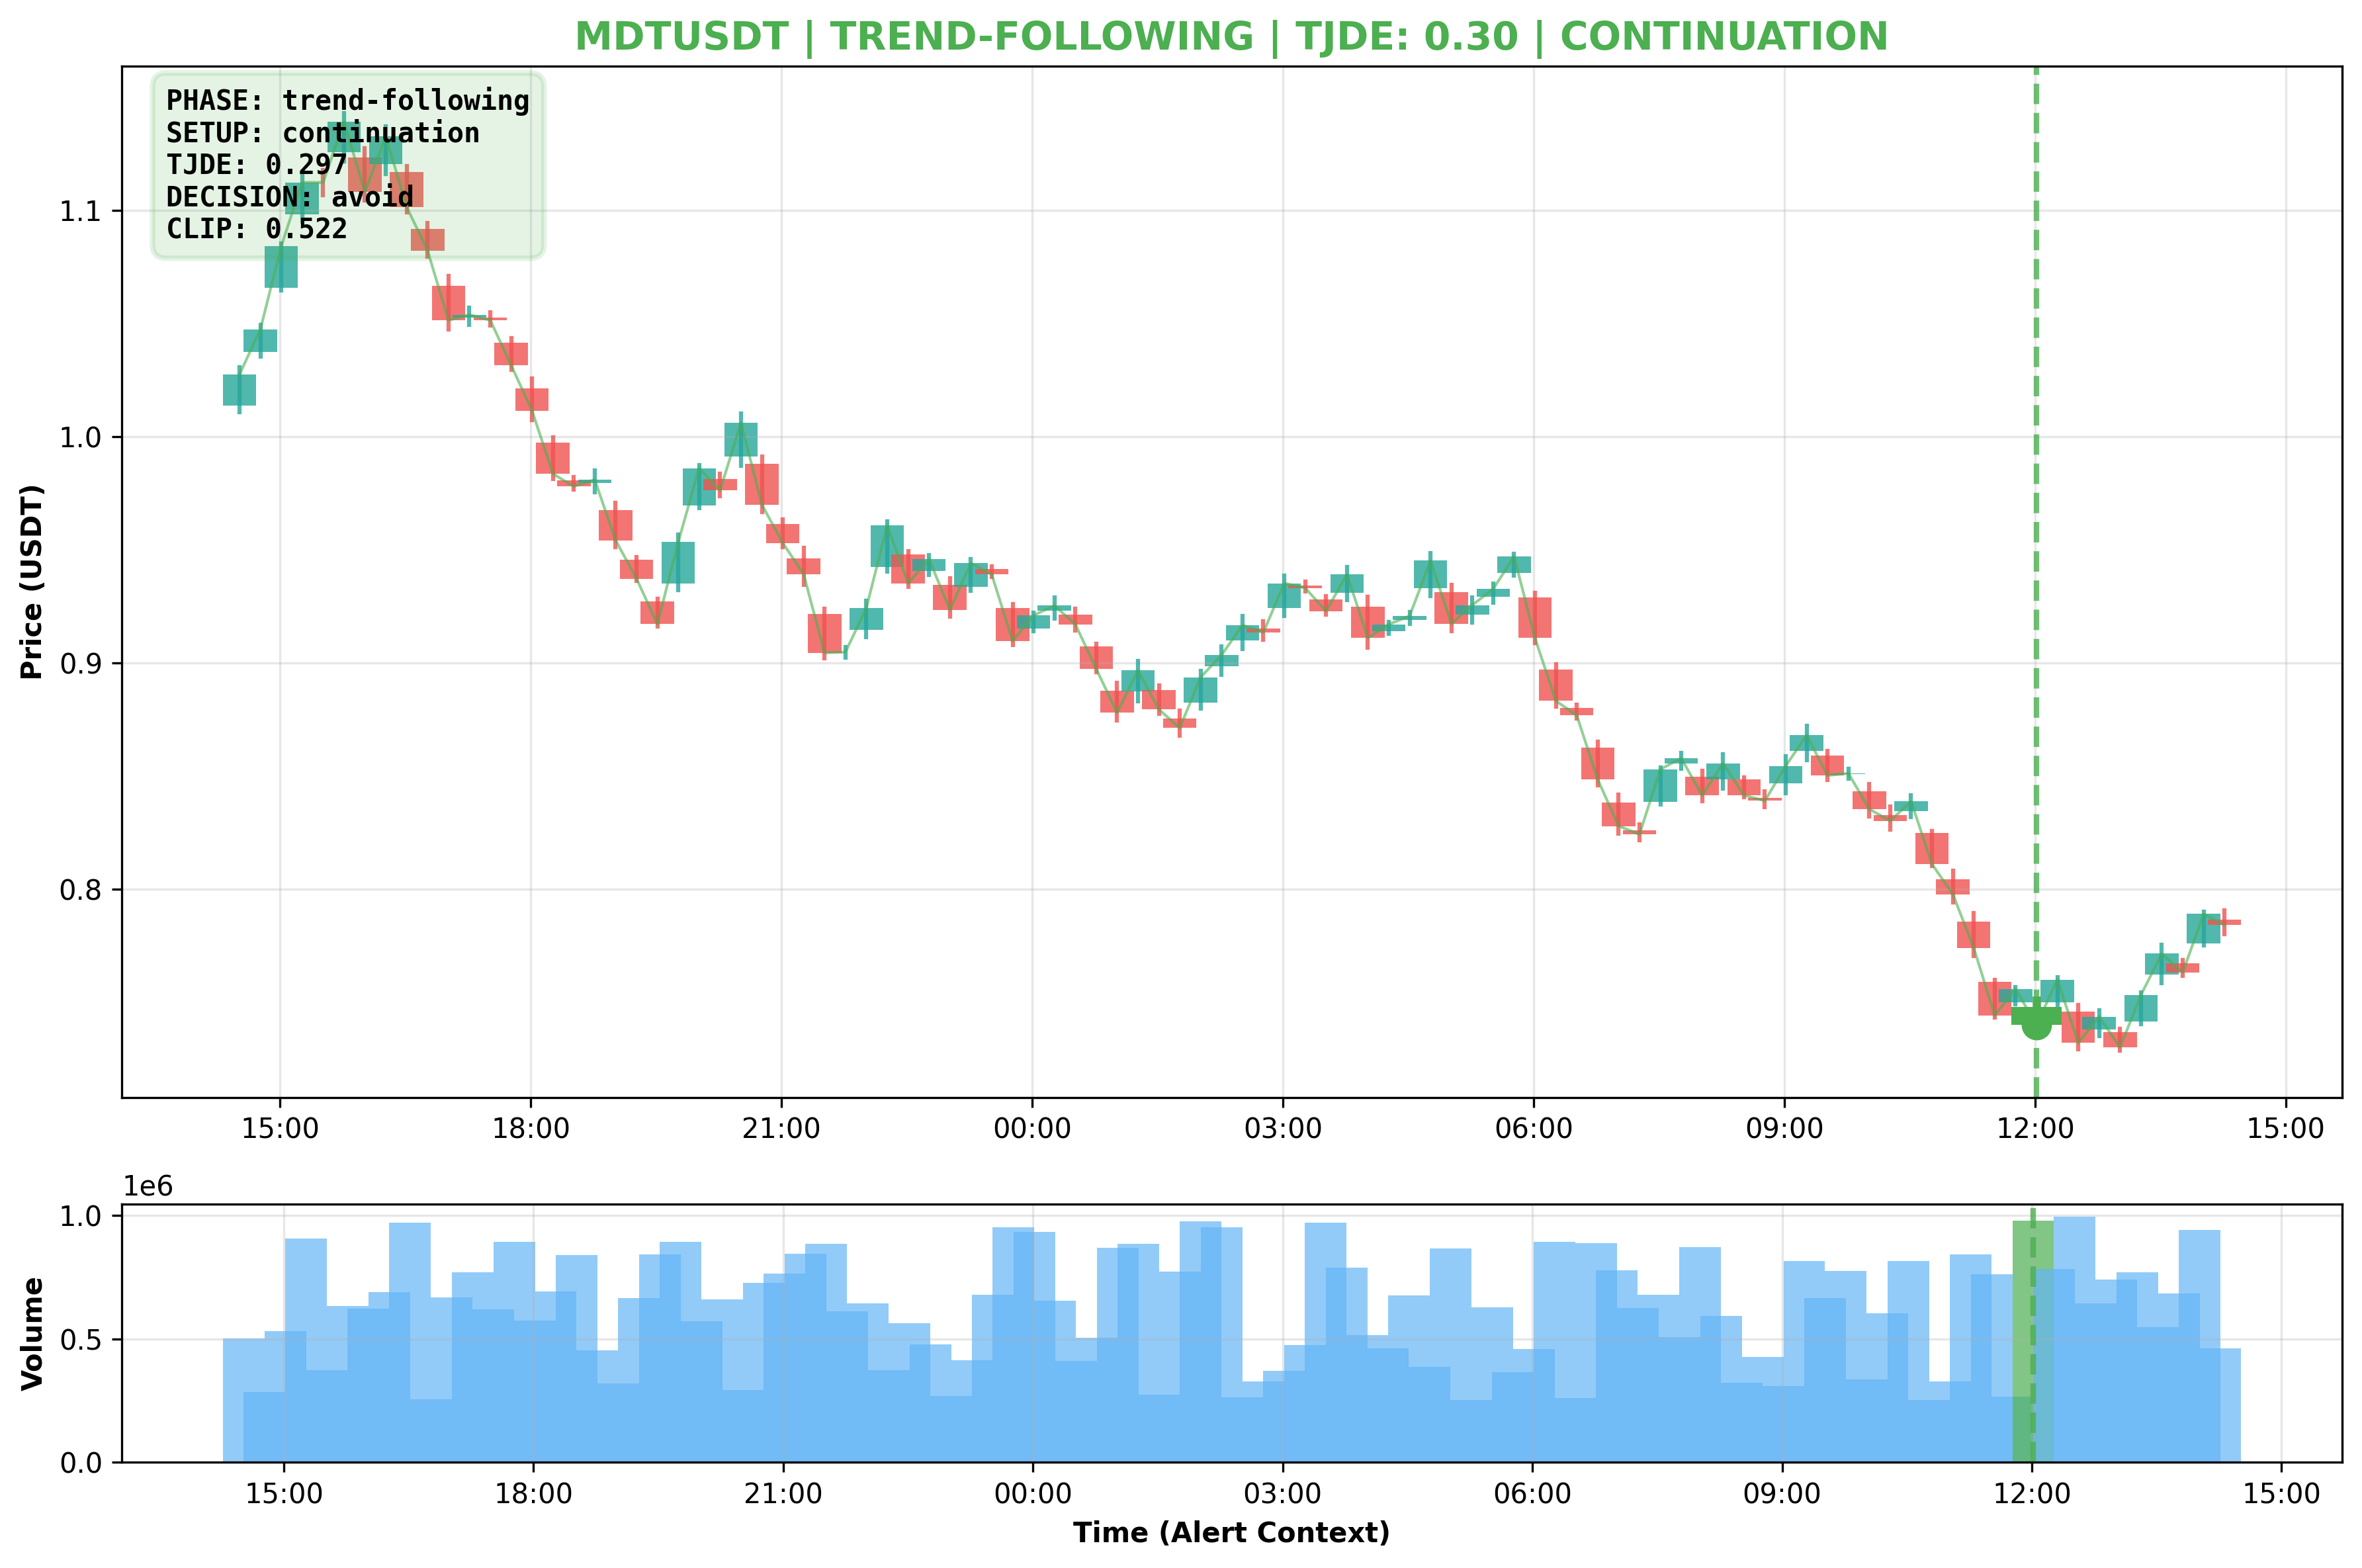 MDTUSDT | TREND-FOLLOWING | TJDE: 0.30 | CONTINUATION
PHASE: trend-following
SETUP: continuation
TJDE: 0.297
DECISION: avoid
CLIP: 0.522
Price (USDT)
1.1
1.0
0.9
0.8
15:00 18:00 21:00 00:00 03:00 06:00 09:00 12:00 15:00
1e6
Volume
1.0
0.5
0.0
15:00 18:00 21:00 00:00 03:00 06:00 09:00 12:00 15:00
Time (Alert Context)